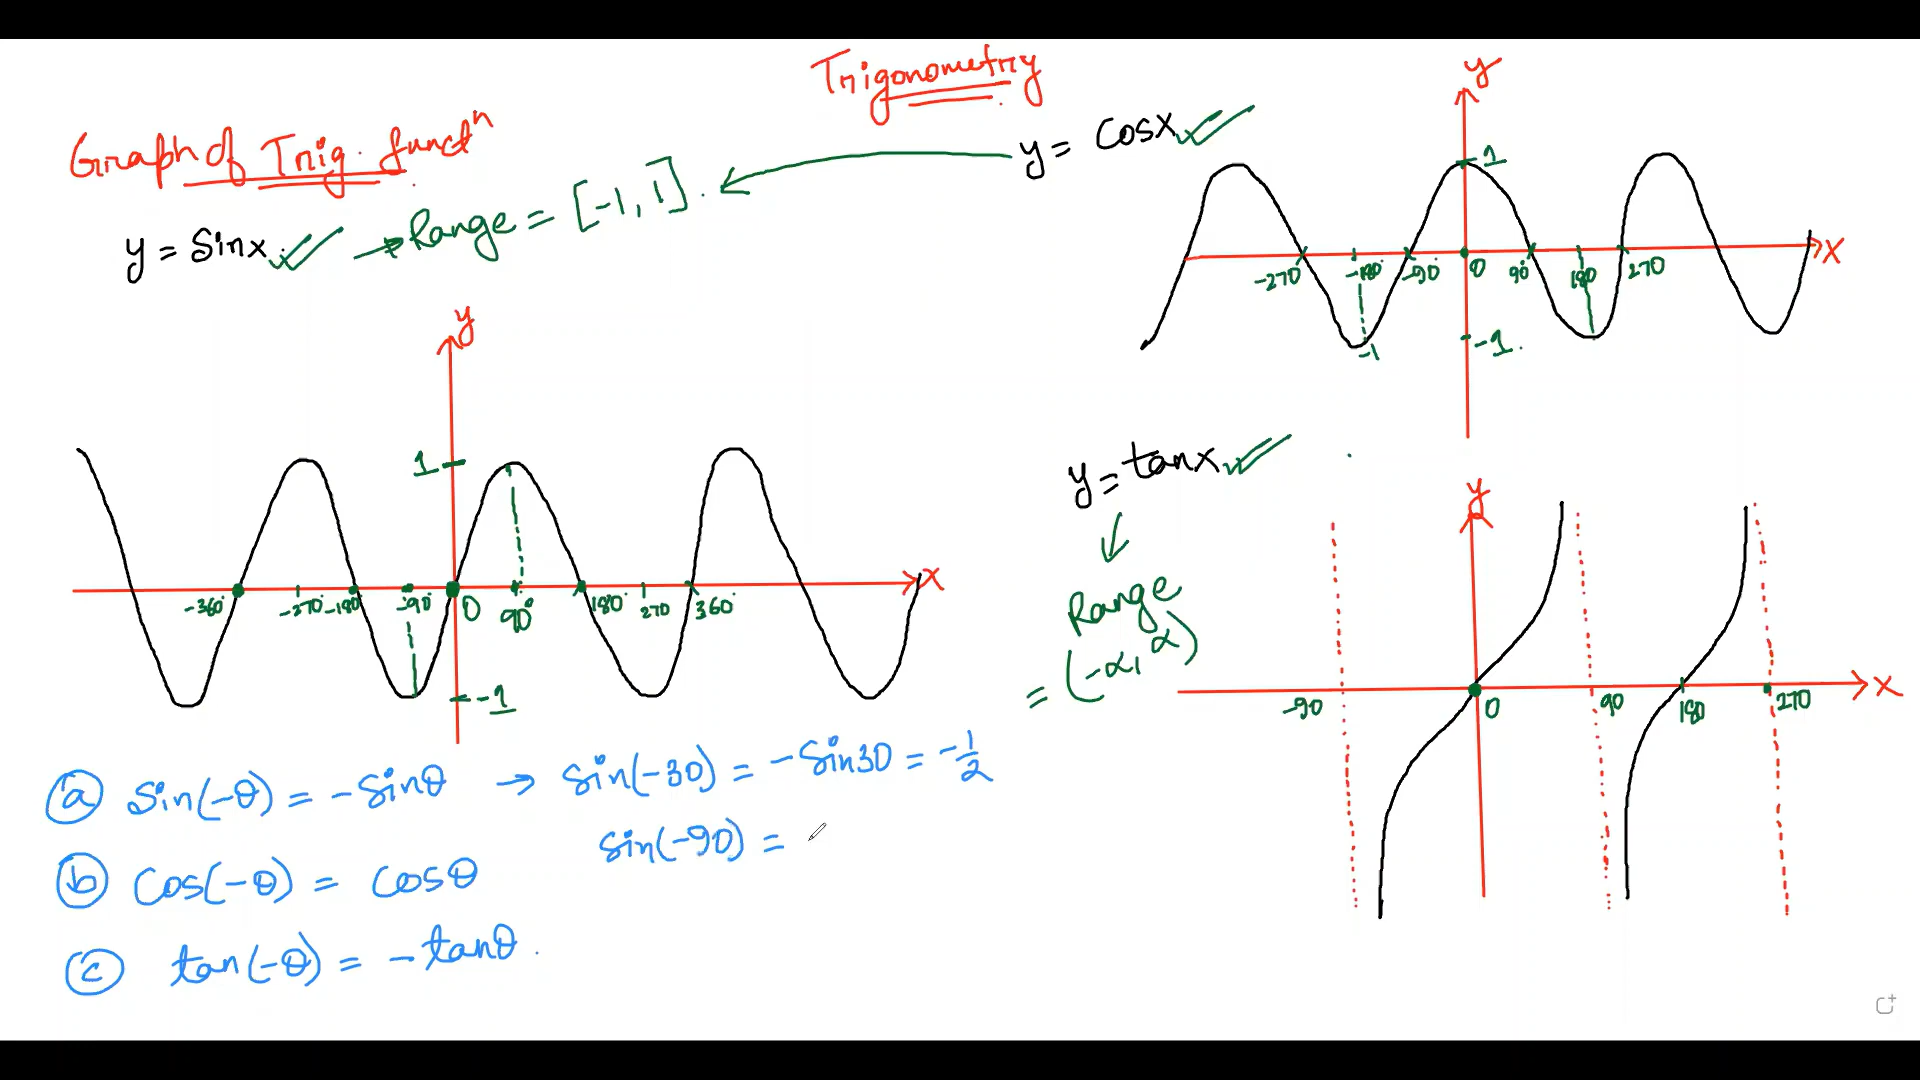 Trigonometry
Graph of Trig. functⁿ
y = Sinx → Range = [-1, 1].
y = cosx
y
1
-270 -180 -90 0 90° 180 270 X
-1
-1.
y
1
-360° -270° -180 -90° 0 90° 180° 270 360° X
-1
y = tanx
Range
= (-α, α)
y
-90 0 90 180 270 X
(a) Sin(-θ) = -Sinθ → Sin(-30) = -Sin30 = -1/2
Sin(-90) =
(b) Cos(-θ) = Cosθ
(c) tan(-θ) = -tanθ.